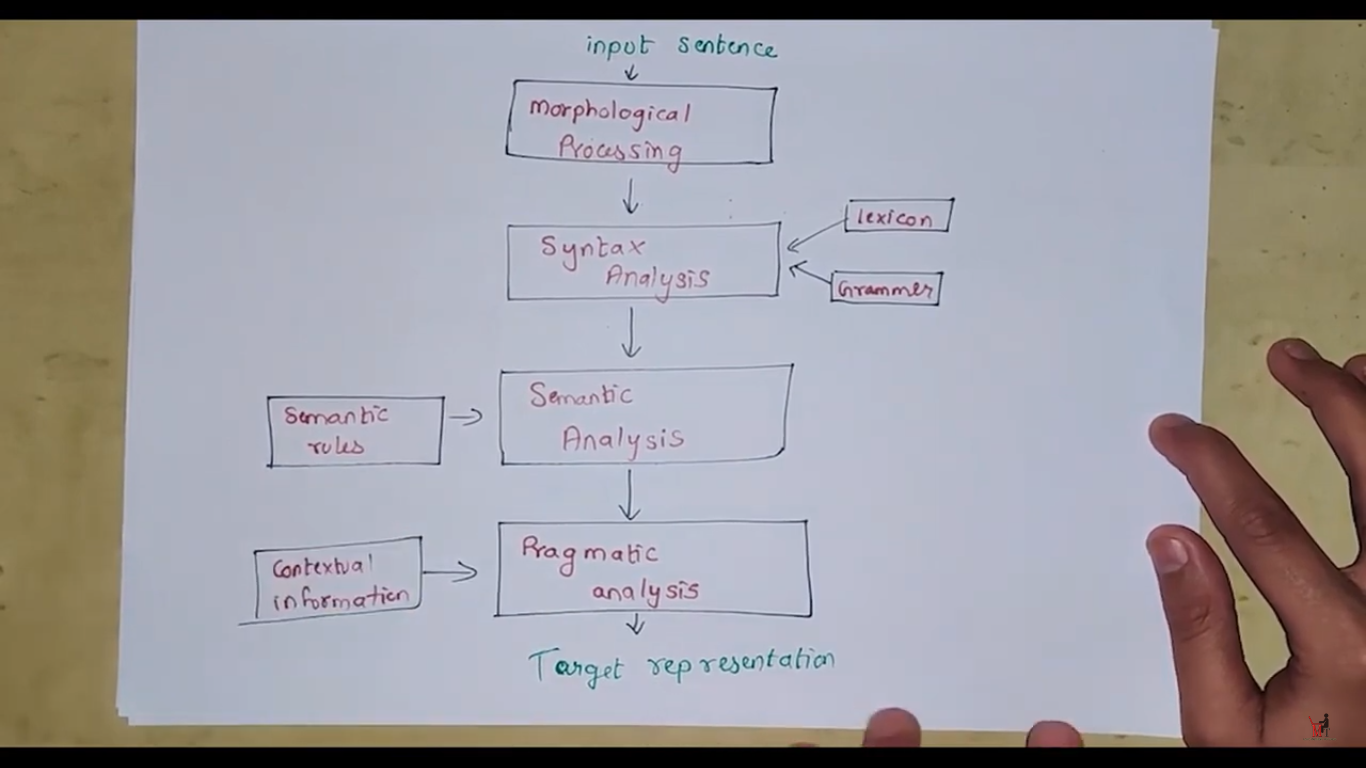 input sentence
Morphological
Processing
Syntax
Analysis
lexicon
Grammer
Semantic
Analysis
Semantic
rules
Pragmatic
analysis
Contextual
information
Target representation